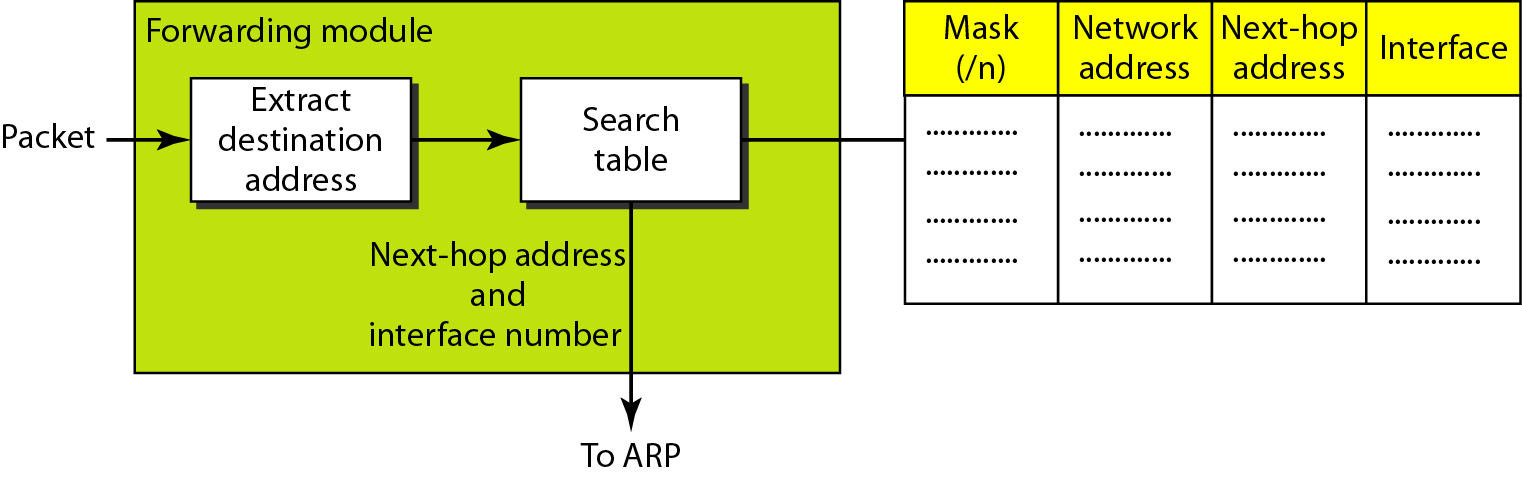 Forwarding module
Packet
Extract
destination
address
Search
table
Next-hop address
and
interface number
To ARP
Mask
(/n)
Network
address
Next-hop
address
Interface
............. ............. ............. .............
............. ............. ............. .............
............. ............. ............. .............
............. ............. ............. .............